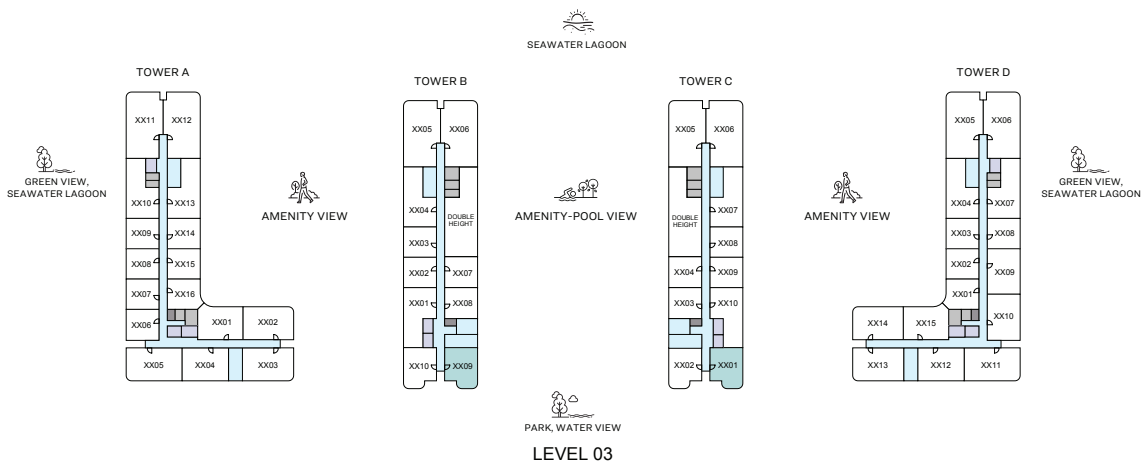 SEAWATER LAGOON
TOWER A
TOWER B
TOWER C
TOWER D
XX11
XX12
XX10
XX13
XX09
XX14
XX08
XX15
XX07
XX16
XX06
XX01
XX02
XX05
XX04
XX03
GREEN VIEW,
SEAWATER LAGOON
AMENITY VIEW
XX05
XX06
XX04
DOUBLE
HEIGHT
XX03
XX02
XX07
XX01
XX08
XX10
XX09
AMENITY-POOL VIEW
XX05
XX06
XX07
DOUBLE
HEIGHT
XX08
XX04
XX09
XX03
XX10
XX02
XX01
AMENITY VIEW
XX05
XX06
XX04
XX07
XX03
XX08
XX02
XX09
XX01
XX10
XX14
XX15
XX13
XX12
XX11
GREEN VIEW,
SEAWATER LAGOON
PARK, WATER VIEW
LEVEL 03